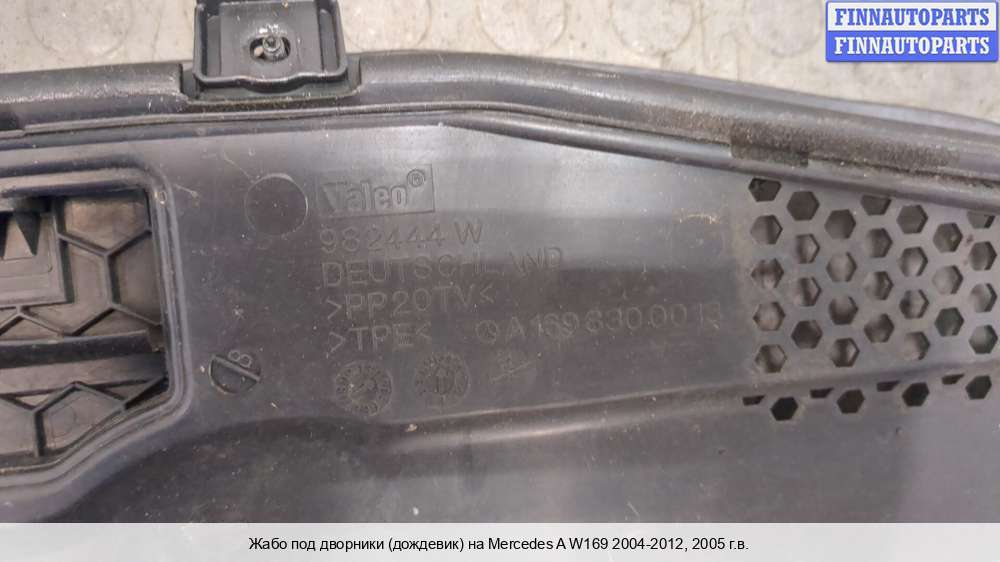 FINNAUTOPARTS
FINNAUTOPARTS
Valeo®
982444 W
DEUTSCHLAND
>PP20TV<
>TPE<
A 169 830 00 13
8
Жабо под дворники (дождевик) на Mercedes A W169 2004-2012, 2005 г.в.